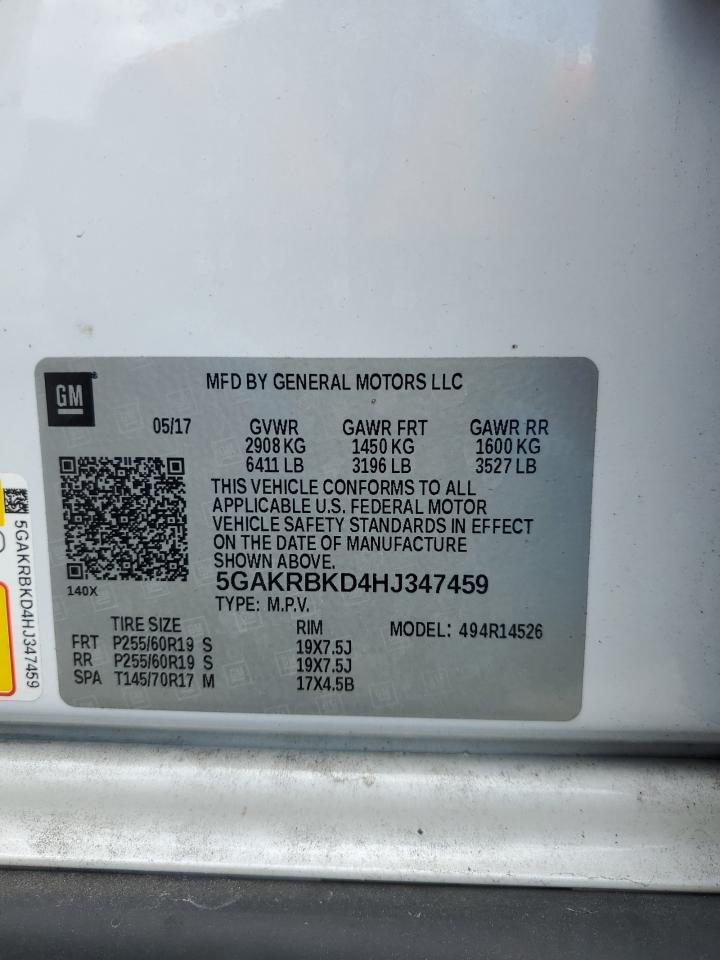 GM
MFD BY GENERAL MOTORS LLC
05/17 GVWR GAWR FRT GAWR RR
2908 KG 1450 KG 1600 KG
6411 LB 3196 LB 3527 LB
THIS VEHICLE CONFORMS TO ALL
APPLICABLE U.S. FEDERAL MOTOR
VEHICLE SAFETY STANDARDS IN EFFECT
ON THE DATE OF MANUFACTURE
SHOWN ABOVE.
140X
5GAKRBKD4HJ347459
TYPE: M.P.V.
TIRE SIZE RIM MODEL: 494R14526
FRT P255/60R19 S 19X7.5J
RR P255/60R19 S 19X7.5J
SPA T145/70R17 M 17X4.5B
5GAKRBKD4HJ347459